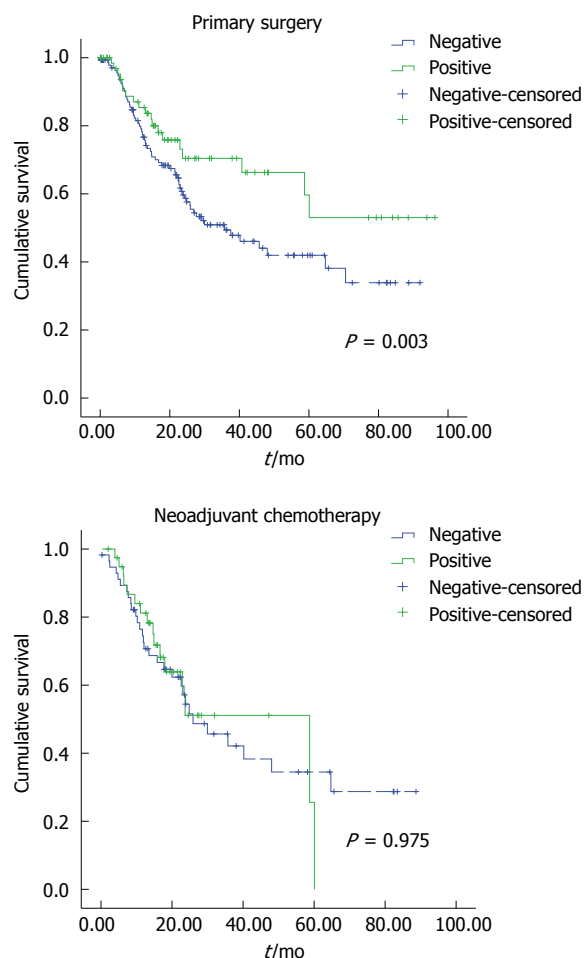 Primary surgery
Negative
Positive
Negative-censored
Positive-censored
Cumulative survival
1.0
0.8
0.6
0.4
0.2
0.0
P = 0.003
0.00 20.00 40.00 60.00 80.00 100.00
t/mo
Neoadjuvant chemotherapy
Negative
Positive
Negative-censored
Positive-censored
Cumulative survival
1.0
0.8
0.6
0.4
0.2
0.0
P = 0.975
0.00 20.00 40.00 60.00 80.00 100.00
t/mo